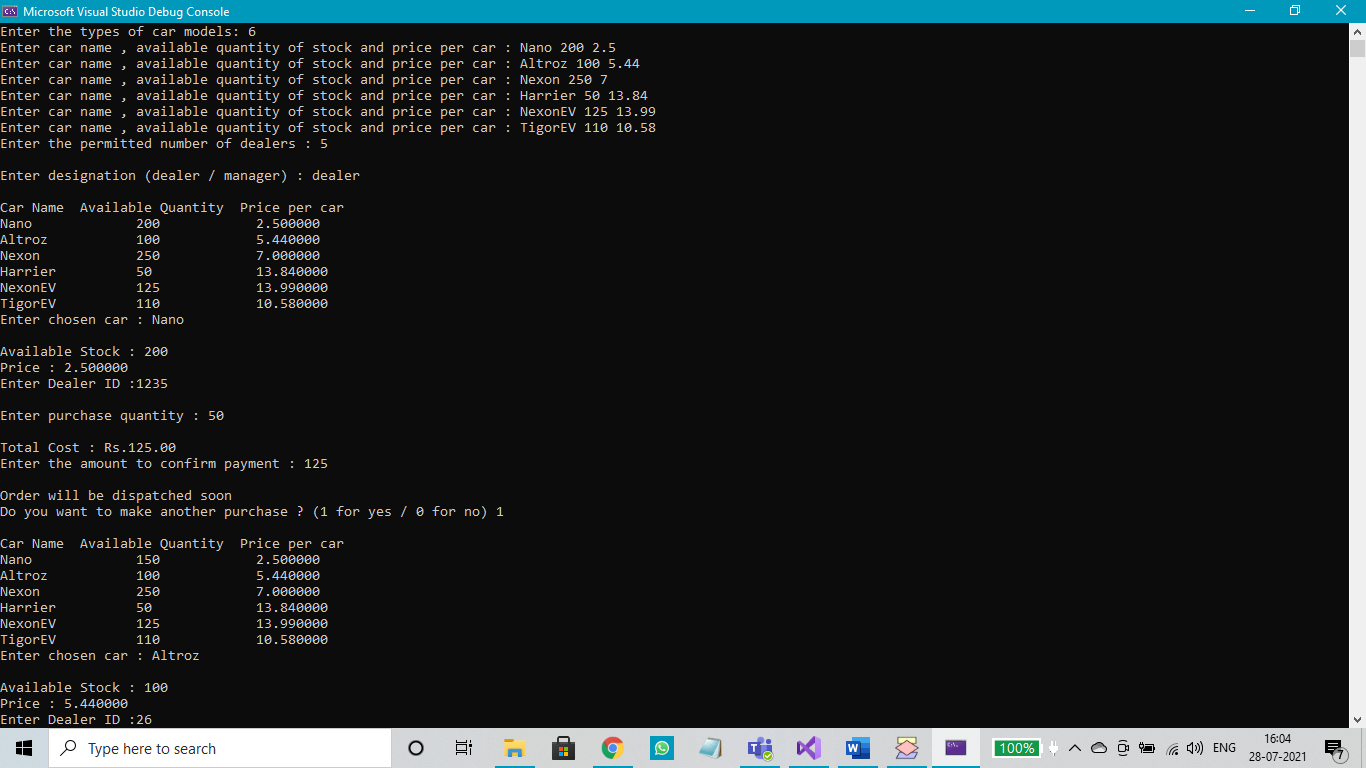 Microsoft Visual Studio Debug Console
Enter the types of car models: 6
Enter car name , available quantity of stock and price per car : Nano 200 2.5
Enter car name , available quantity of stock and price per car : Altroz 100 5.44
Enter car name , available quantity of stock and price per car : Nexon 250 7
Enter car name , available quantity of stock and price per car : Harrier 50 13.84
Enter car name , available quantity of stock and price per car : NexonEV 125 13.99
Enter car name , available quantity of stock and price per car : TigorEV 110 10.58
Enter the permitted number of dealers : 5
Enter designation (dealer / manager) : dealer
Car Name  Available Quantity  Price per car
Nano             200            2.500000
Altroz           100            5.440000
Nexon            250            7.000000
Harrier          50             13.840000
NexonEV          125            13.990000
TigorEV          110            10.580000
Enter chosen car : Nano
Available Stock : 200
Price : 2.500000
Enter Dealer ID :1235
Enter purchase quantity : 50
Total Cost : Rs.125.00
Enter the amount to confirm payment : 125
Order will be dispatched soon
Do you want to make another purchase ? (1 for yes / 0 for no) 1
Car Name  Available Quantity  Price per car
Nano             150            2.500000
Altroz           100            5.440000
Nexon            250            7.000000
Harrier          50             13.840000
NexonEV          125            13.990000
TigorEV          110            10.580000
Enter chosen car : Altroz
Available Stock : 100
Price : 5.440000
Enter Dealer ID :26
Type here to search
100%
ENG
16:04
28-07-2021
7